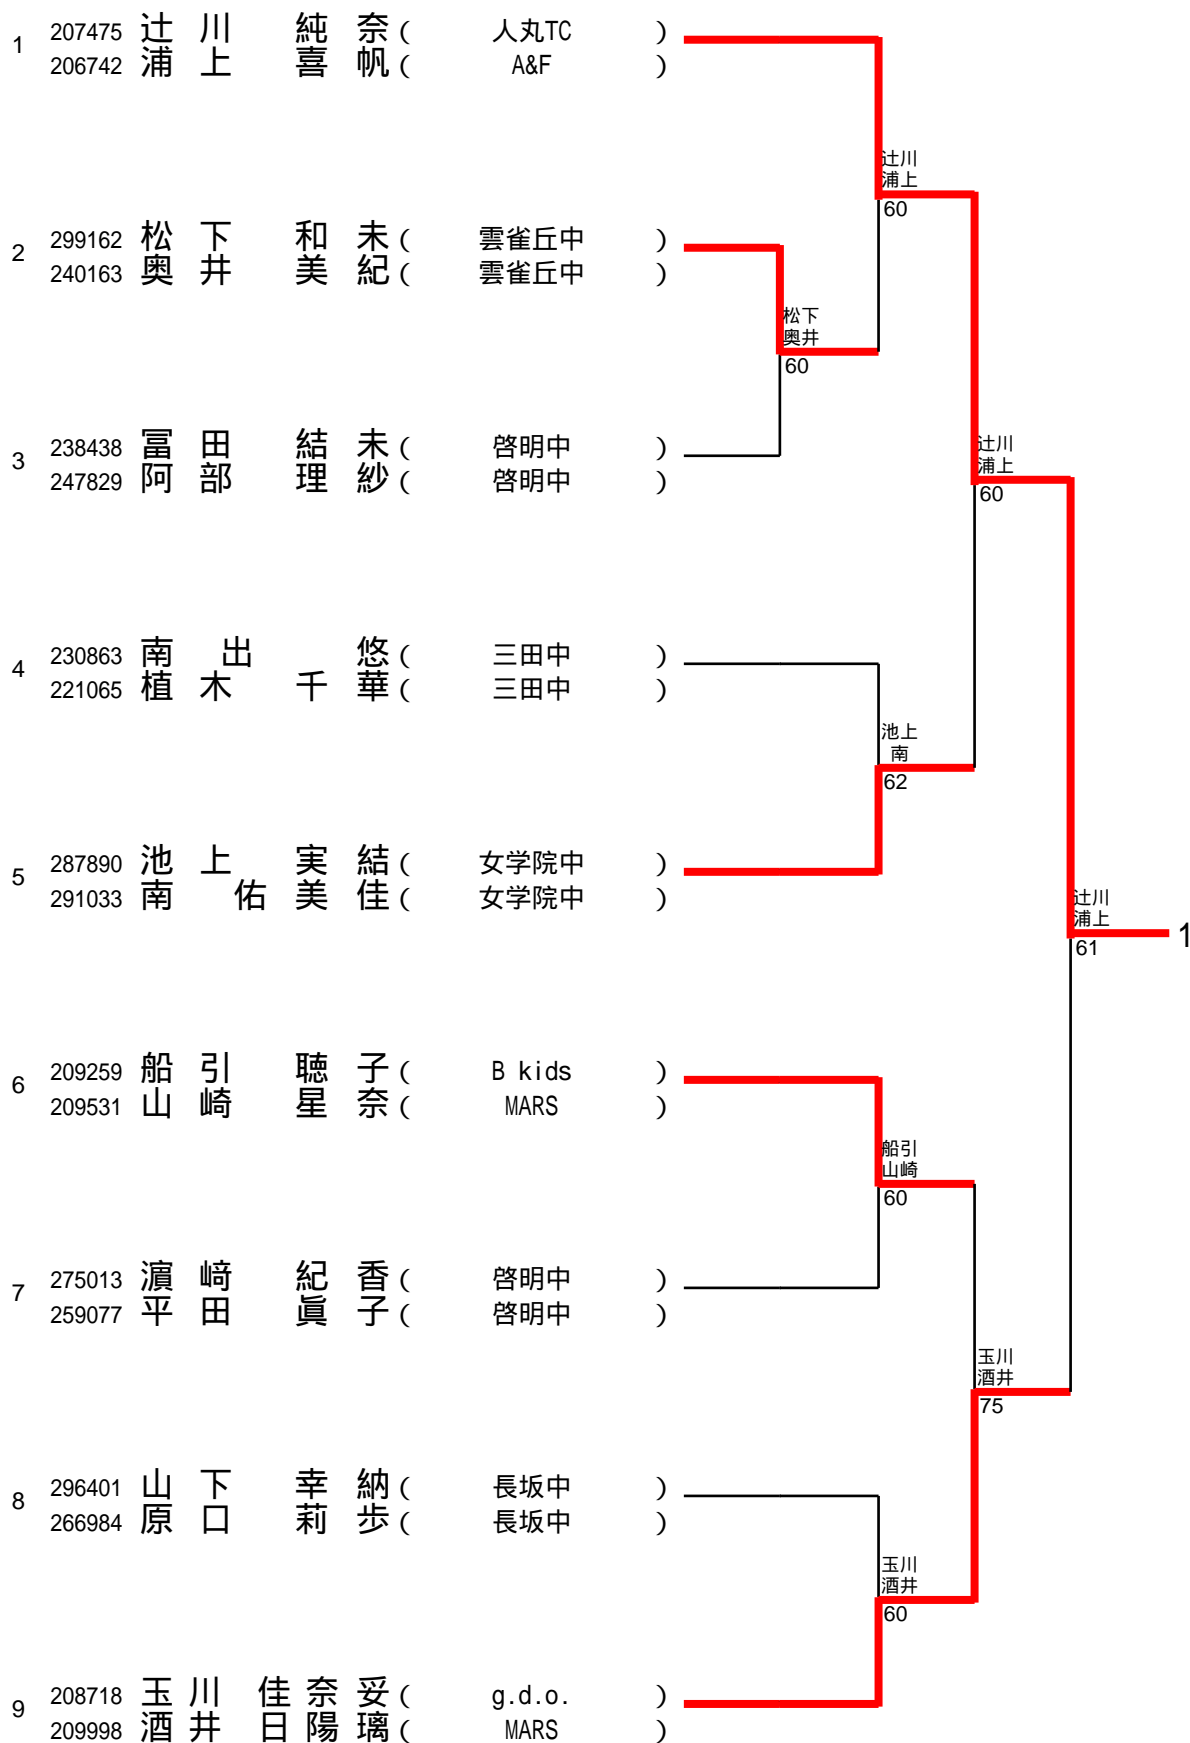 1 207475 辻川 純奈 ( 人丸TC )
206742 浦上 喜帆 ( A&F )
辻川
浦上
60
2 299162 松下 和未 ( 雲雀丘中 )
240163 奥井 美紀 ( 雲雀丘中 )
松下
奥井
60
3 238438 冨田 結未 ( 啓明中 )
247829 阿部 理紗 ( 啓明中 )
辻川
浦上
60
4 230863 南出 悠 ( 三田中 )
221065 植木 千華 ( 三田中 )
池上
南
62
5 287890 池上 実結 ( 女学院中 )
291033 南 佑美佳 ( 女学院中 )
辻川
浦上
61
1
6 209259 船引 聴子 ( B kids )
209531 山崎 星奈 ( MARS )
船引
山崎
60
7 275013 濵﨑 紀香 ( 啓明中 )
259077 平田 眞子 ( 啓明中 )
玉川
酒井
75
8 296401 山下 幸納 ( 長坂中 )
266984 原口 莉歩 ( 長坂中 )
玉川
酒井
60
9 208718 玉川 佳奈妥 ( g.d.o. )
209998 酒井 日陽璃 ( MARS )